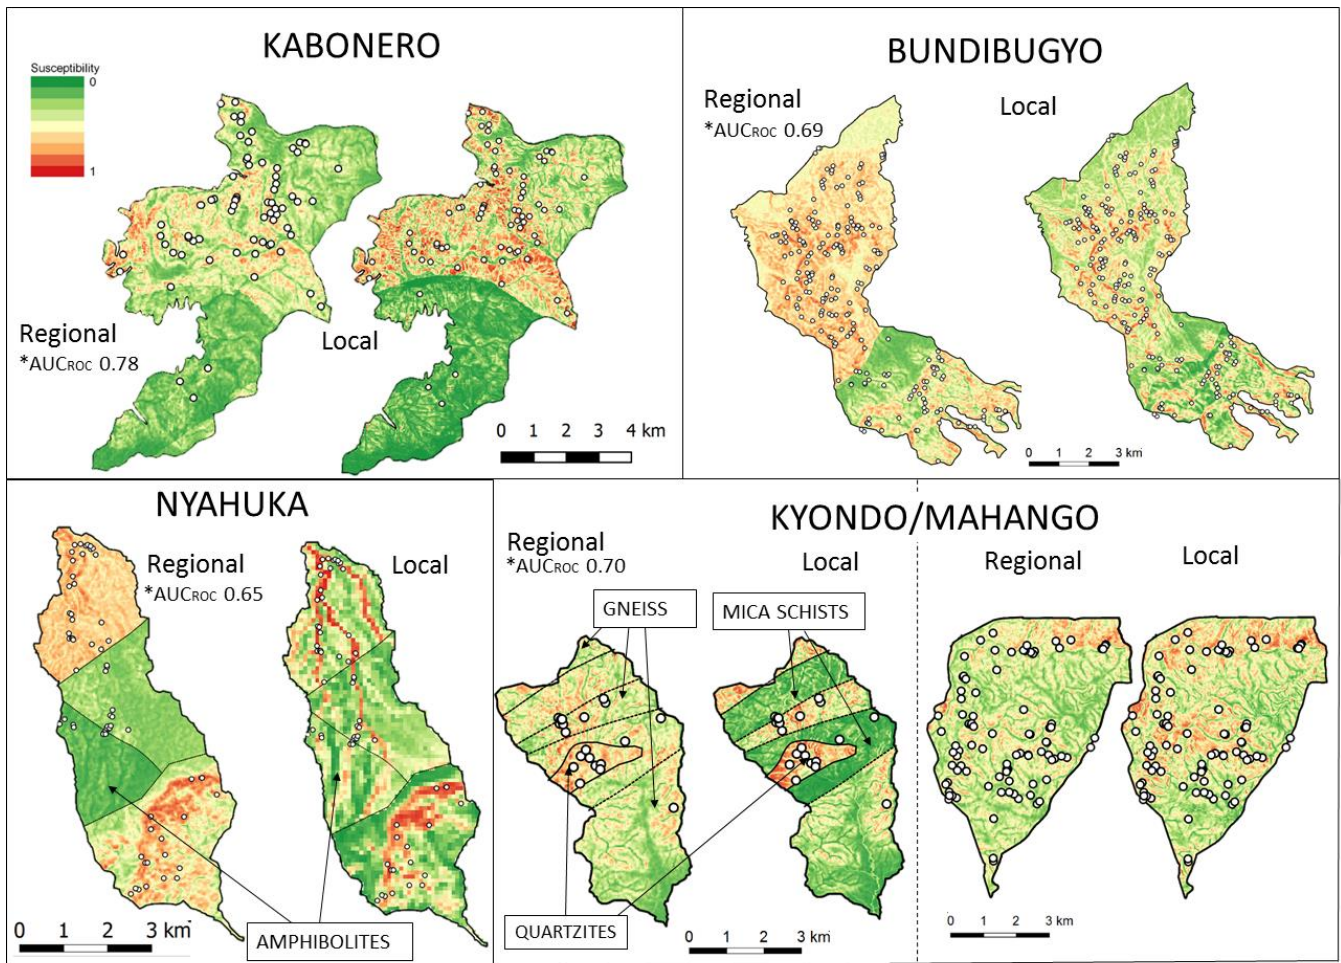 KABONERO
Susceptibility
0
1
Regional
*AUCROC 0.78
Local
0 1 2 3 4 km
BUNDIBUGYO
Regional
*AUCROC 0.69
Local
0 1 2 3 km
NYAHUKA
Regional
*AUCROC 0.65
Local
AMPHIBOLITES
0 1 2 3 km
KYONDO/MAHANGO
Regional
*AUCROC 0.70
Local
GNEISS
MICA SCHISTS
QUARTZITES
0 1 2 3 km
Regional
Local
0 1 2 3 km